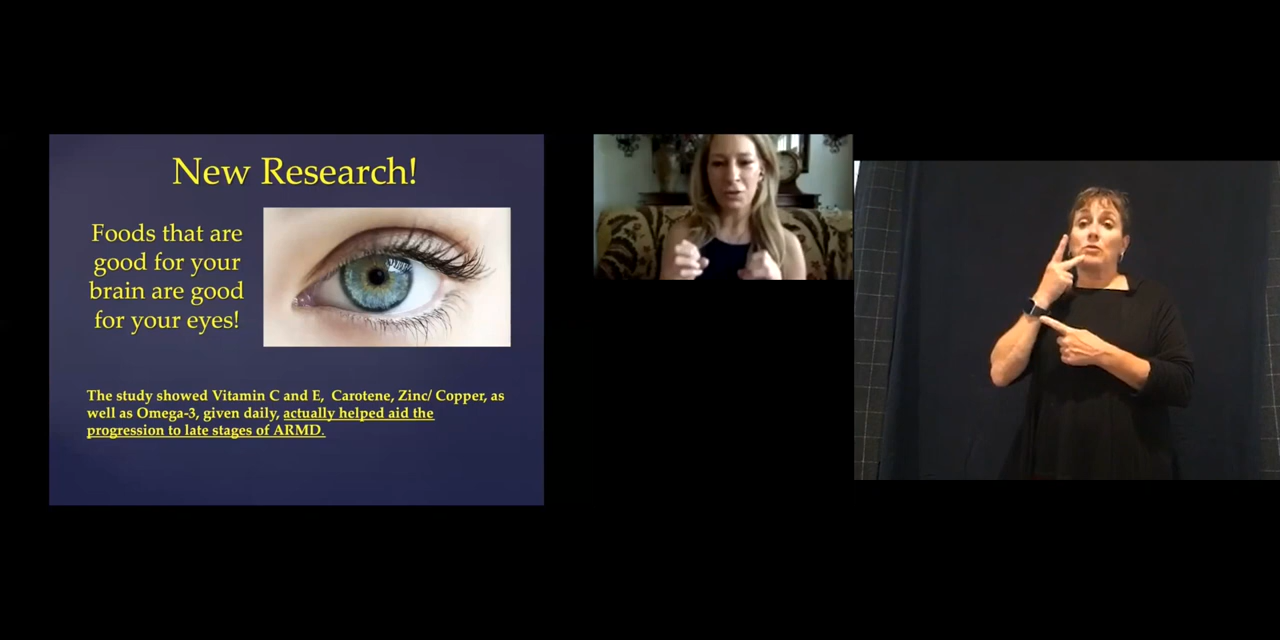 New Research!
Foods that are
good for your
brain are good
for your eyes!
The study showed Vitamin C and E, Carotene, Zinc/ Copper, as
well as Omega-3, given daily, actually helped aid the
progression to late stages of ARMD.